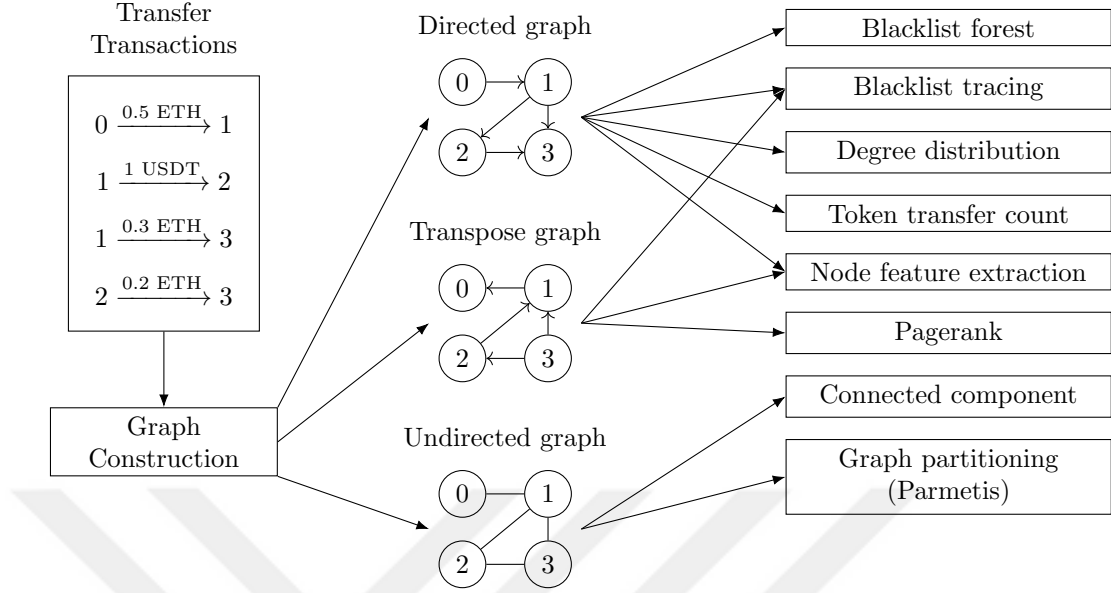 Transfer
Transactions
0 0.5 ETH 1
1 1 USDT 2
1 0.3 ETH 3
2 0.2 ETH 3
Graph
Construction
Directed graph
0 1
2 3
Transpose graph
0 1
2 3
Undirected graph
0 1
2 3
Blacklist forest
Blacklist tracing
Degree distribution
Token transfer count
Node feature extraction
Pagerank
Connected component
Graph partitioning
(Parmetis)